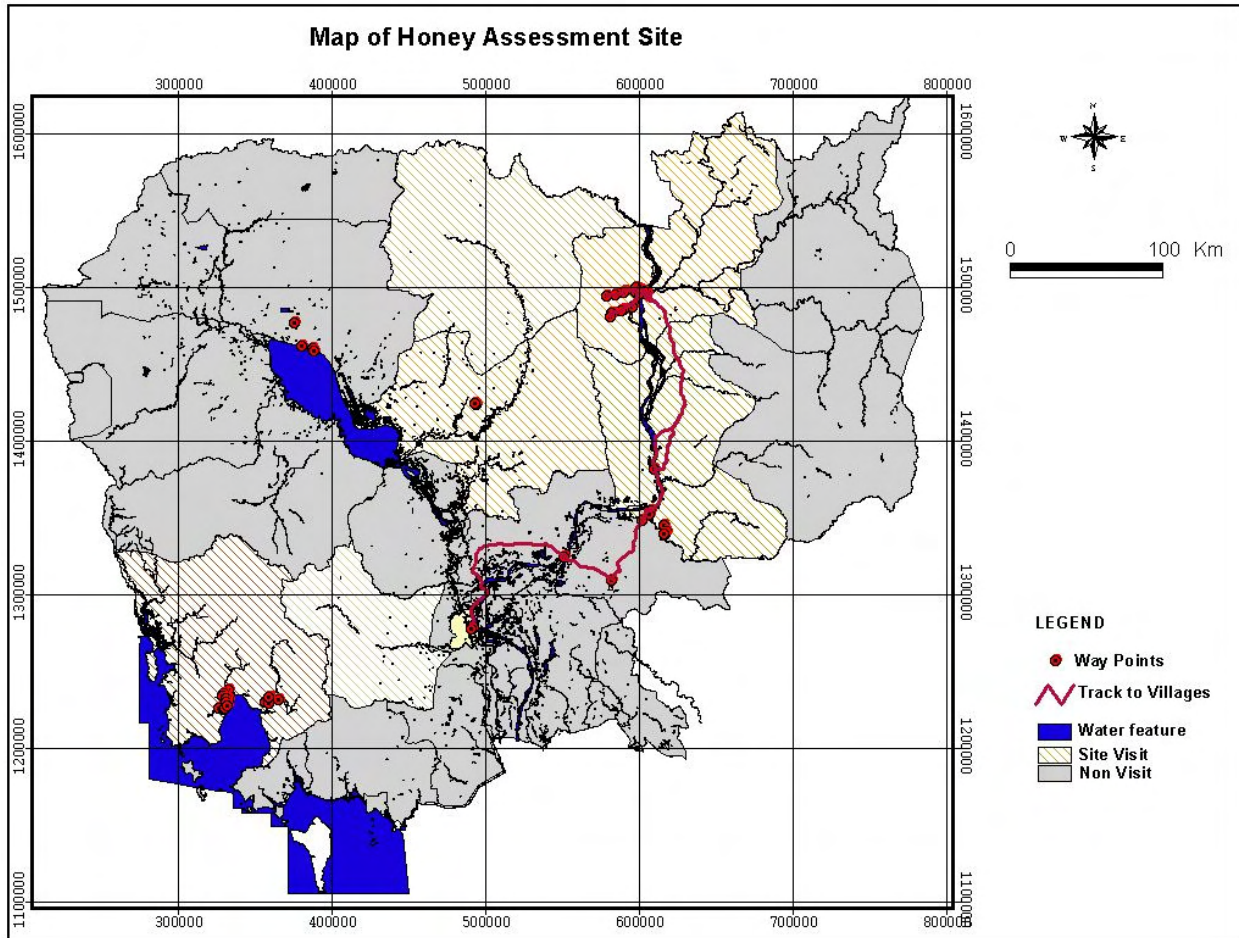 Map of Honey Assessment Site
300000 400000 500000 600000 700000 800000
1600000 1600000
1500000 1500000
1400000 1400000
1300000 1300000
1200000 1200000
1100000 1100000
300000 400000 500000 600000 700000 800000
N
W E
S
0 100 Km
LEGEND
Way Points
Track to Villages
Water feature
Site Visit
Non Visit